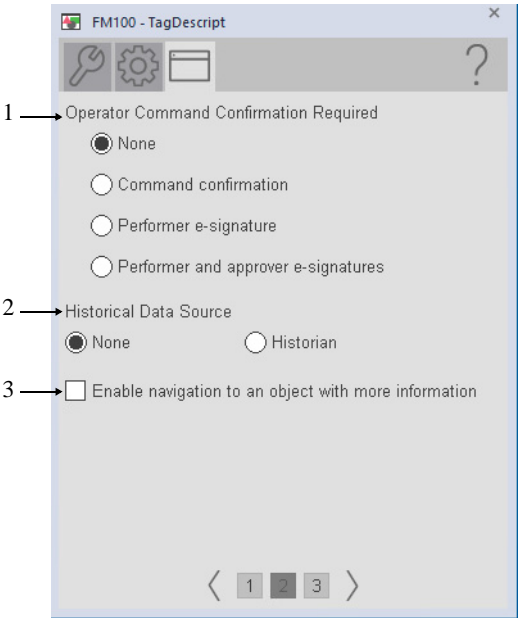 FM100 - TagDescript
1 Operator Command Confirmation Required
None
Command confirmation
Performer e-signature
Performer and approver e-signatures
2 Historical Data Source
None Historian
3 Enable navigation to an object with more information
1 2 3